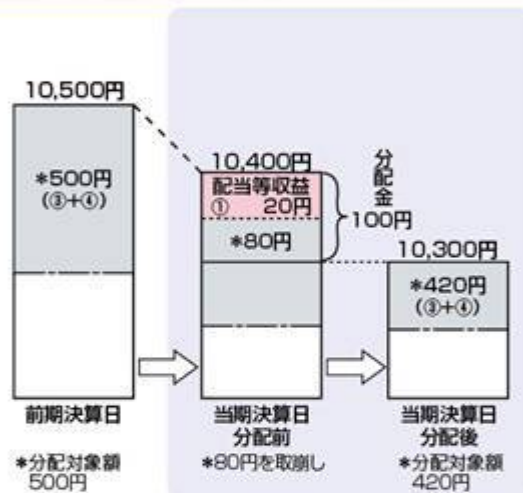 10,500円
*500円
(③+④)
前期決算日
*分配対象額
500円
10,400円
配当等収益
① 20円
*80円
分配金
100円
当期決算日
分配前
*80円を取崩し
10,300円
*420円
(③+④)
当期決算日
分配後
*分配対象額
420円